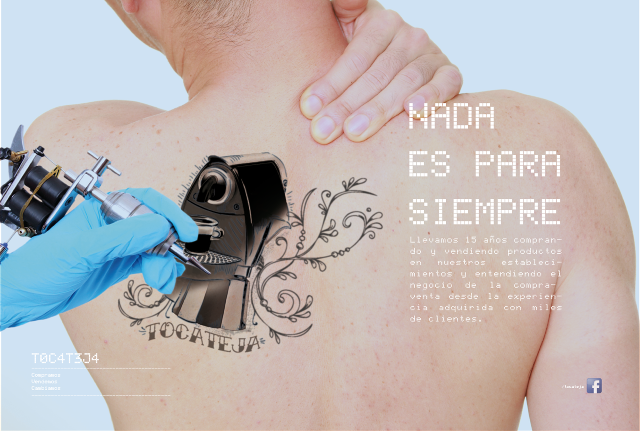 NADA
ES PARA
SIEMPRE
Llevamos 15 años compran-
do y vendiendo productos
en nuestros estableci-
mientos y entendiendo el
negocio de la compra-
venta desde la experien-
cia adquirida con miles
de clientes.
TOCATEJA
T0C4T3J4
Compramos
Vendemos
Cambiamos